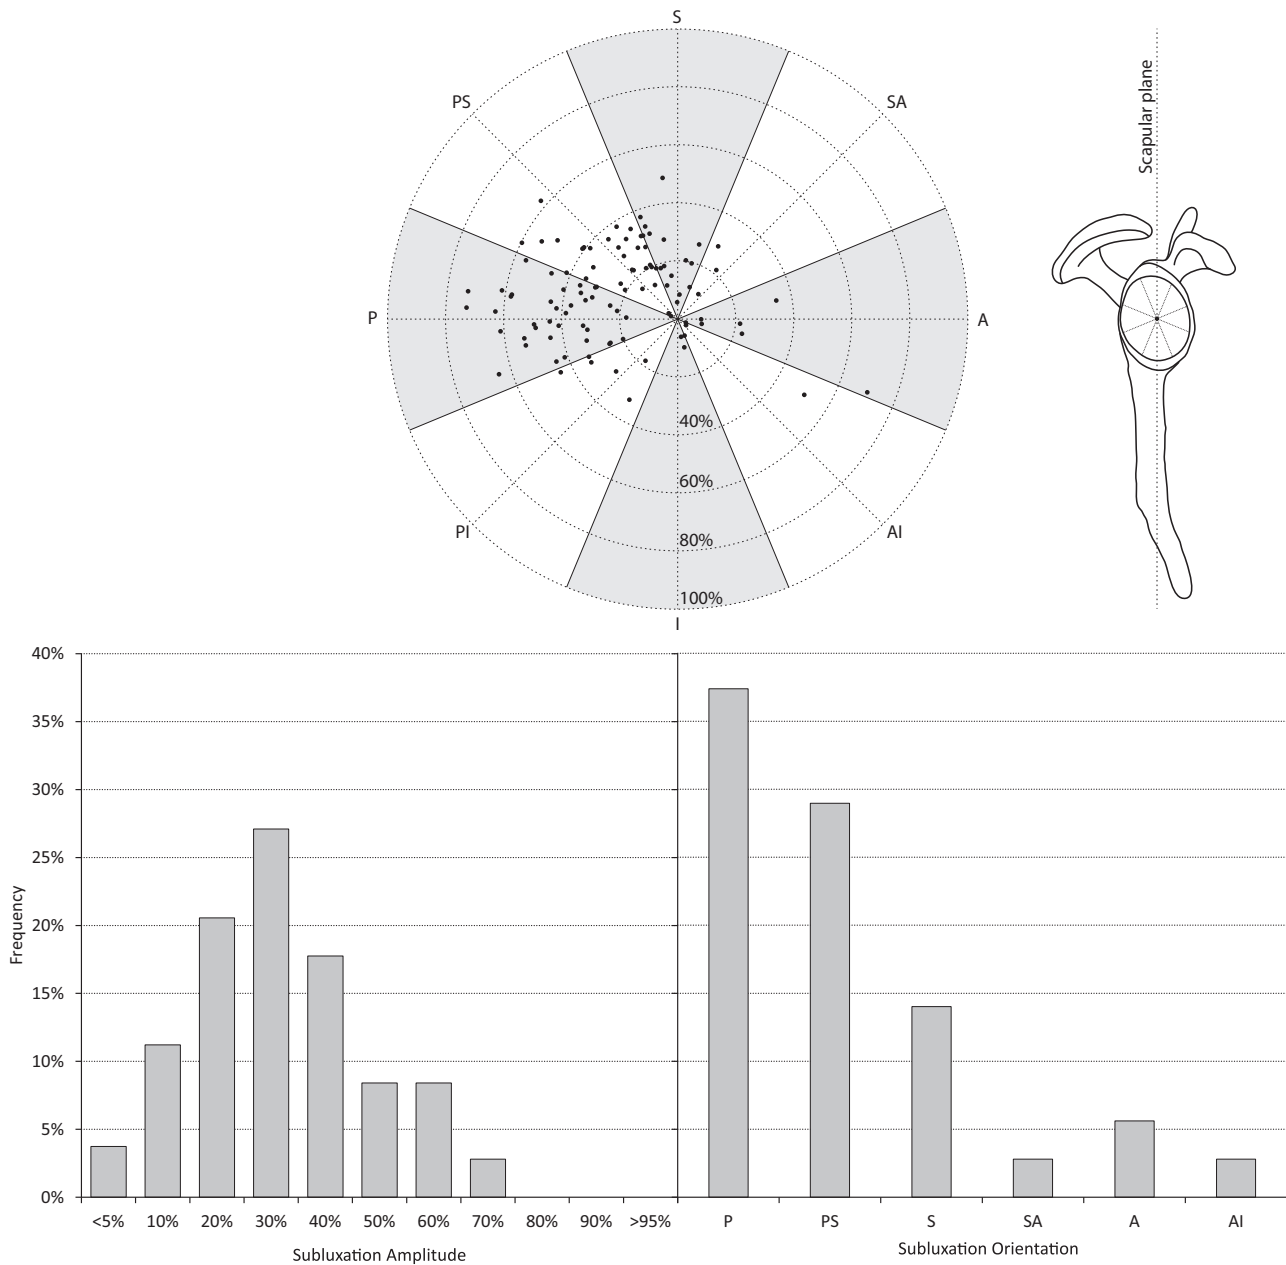 S
PS
SA
Scapular plane
P
A
40%
60%
PI
AI
80%
100%
I
40%
35%
30%
25%
20%
15%
10%
5%
0%
Frequency
<5% 10% 20% 30% 40% 50% 60% 70% 80% 90% >95%
Subluxation Amplitude
P PS S SA A AI
Subluxation Orientation